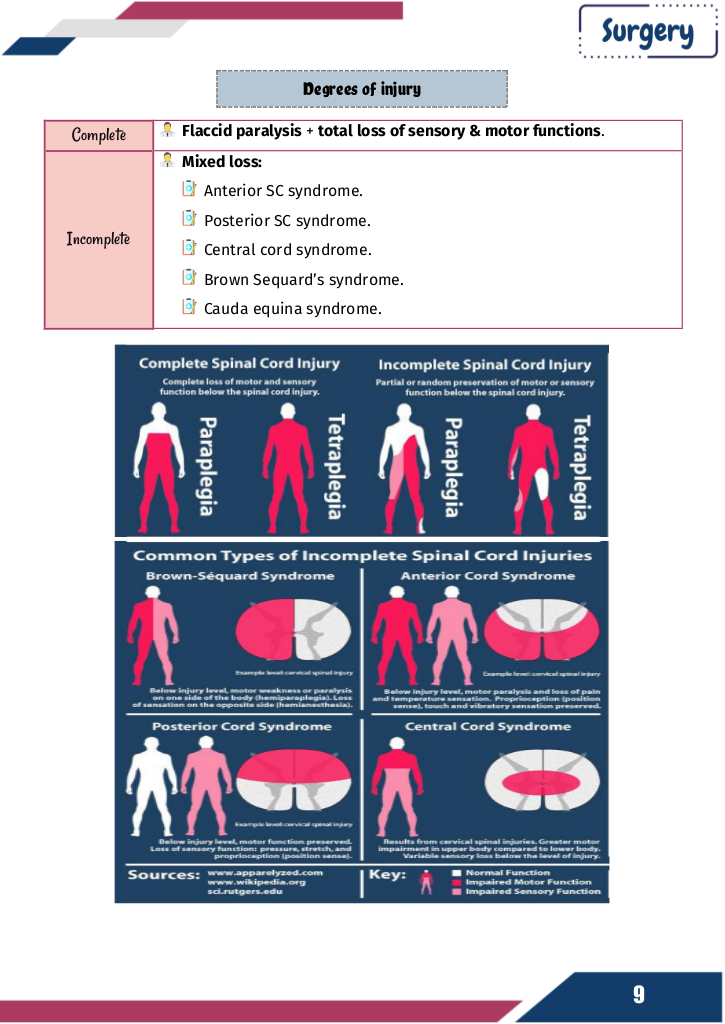 Surgery
Degrees of injury
Complete
Flaccid paralysis + total loss of sensory & motor functions.
Incomplete
Mixed loss:
Anterior SC syndrome.
Posterior SC syndrome.
Central cord syndrome.
Brown Sequard’s syndrome.
Cauda equina syndrome.
Complete Spinal Cord Injury
Complete loss of motor and sensory
function below the spinal cord injury.
Paraplegia
Tetraplegia
Incomplete Spinal Cord Injury
Partial or random preservation of motor or sensory
function below the spinal cord injury.
Paraplegia
Tetraplegia
Common Types of Incomplete Spinal Cord Injuries
Brown-Séquard Syndrome
Example level: cervical spinal injury
Below injury level, motor weakness or paralysis
on one side of the body (hemiparaplegia). Loss
of sensation on the opposite side (hemianesthesia).
Anterior Cord Syndrome
Example level: cervical spinal injury
Below injury level, motor paralysis and loss of pain
and temperature sensation. Proprioception (position
sense), touch and vibratory sensation preserved.
Posterior Cord Syndrome
Example level: cervical spinal injury
Below injury level, motor function preserved.
Loss of sensory function: pressure, stretch, and
proprioception (position sense).
Central Cord Syndrome
Results from cervical spinal injuries. Greater motor
impairment in upper body compared to lower body.
Variable sensory loss below the level of injury.
Sources: www.apparelyzed.com
www.wikipedia.org
sci.rutgers.edu
Key:
Normal Function
Impaired Motor Function
Impaired Sensory Function
9